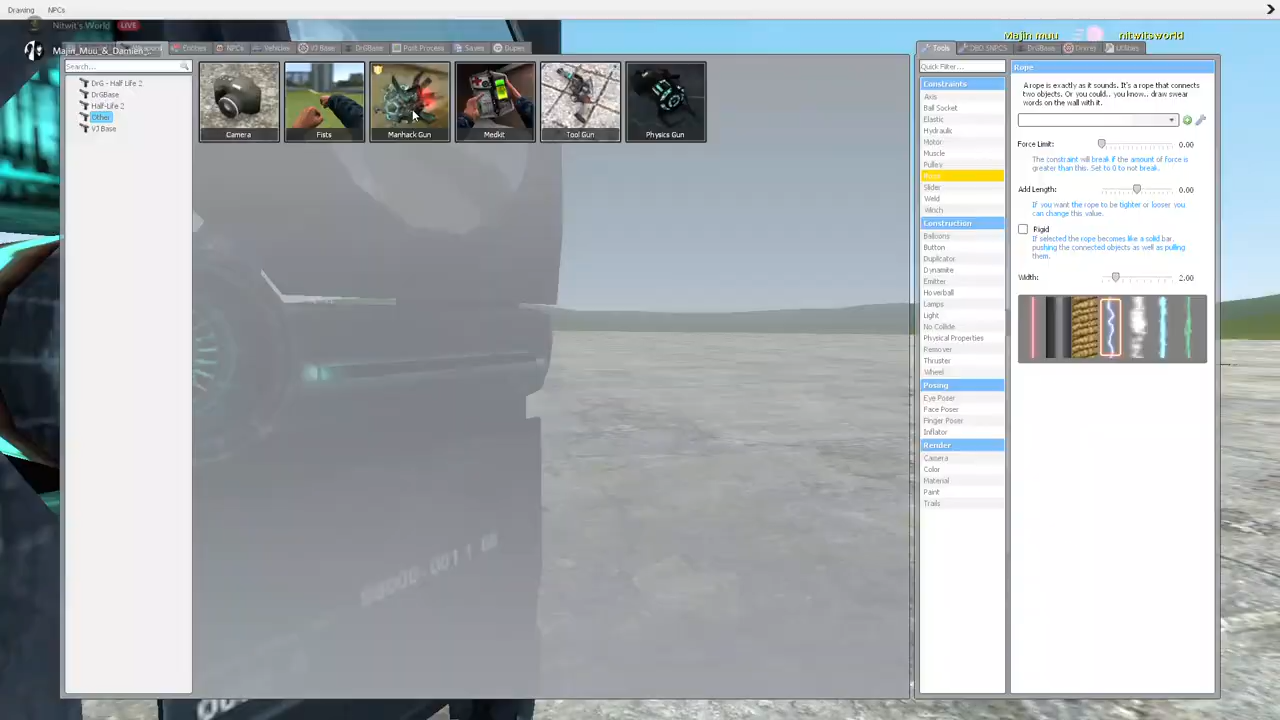 Drawing NPCs
Nitwit's World LIVE
Majin_Muu_&_Damien_...
Majin muu nitwitsworld
Entities NPCs Vehicles VJ Base DrGBase Post Process Saves Dupes
Tools DBD SNPCS DrGBase Drones Utilities
Search...
DrG - Half Life 2
DrGBase
Half-Life 2
Other
VJ Base
Camera
Fists
Manhack Gun
Medkit
Tool Gun
Physics Gun
Quick Filter...
Constraints
Axis
Ball Socket
Elastic
Hydraulic
Motor
Muscle
Pulley
Rope
Slider
Weld
Winch
Construction
Balloons
Button
Duplicator
Dynamite
Emitter
Hoverball
Lamps
Light
No Collide
Physical Properties
Remover
Thruster
Wheel
Posing
Eye Poser
Face Poser
Finger Poser
Inflator
Render
Camera
Color
Material
Paint
Trails
Rope
A rope is exactly as it sounds. It's a rope that connects
two objects. Or you could.. you know.. draw swear
words on the wall with it.
Force Limit: 0.00
The constraint will break if the amount of force is
greater than this. Set to 0 to not break.
Add Length: 0.00
If you want the rope to be tighter or looser you
can change this value.
Rigid
If selected the rope becomes like a solid bar,
pushing the connected objects as well as pulling
them.
Width: 2.00